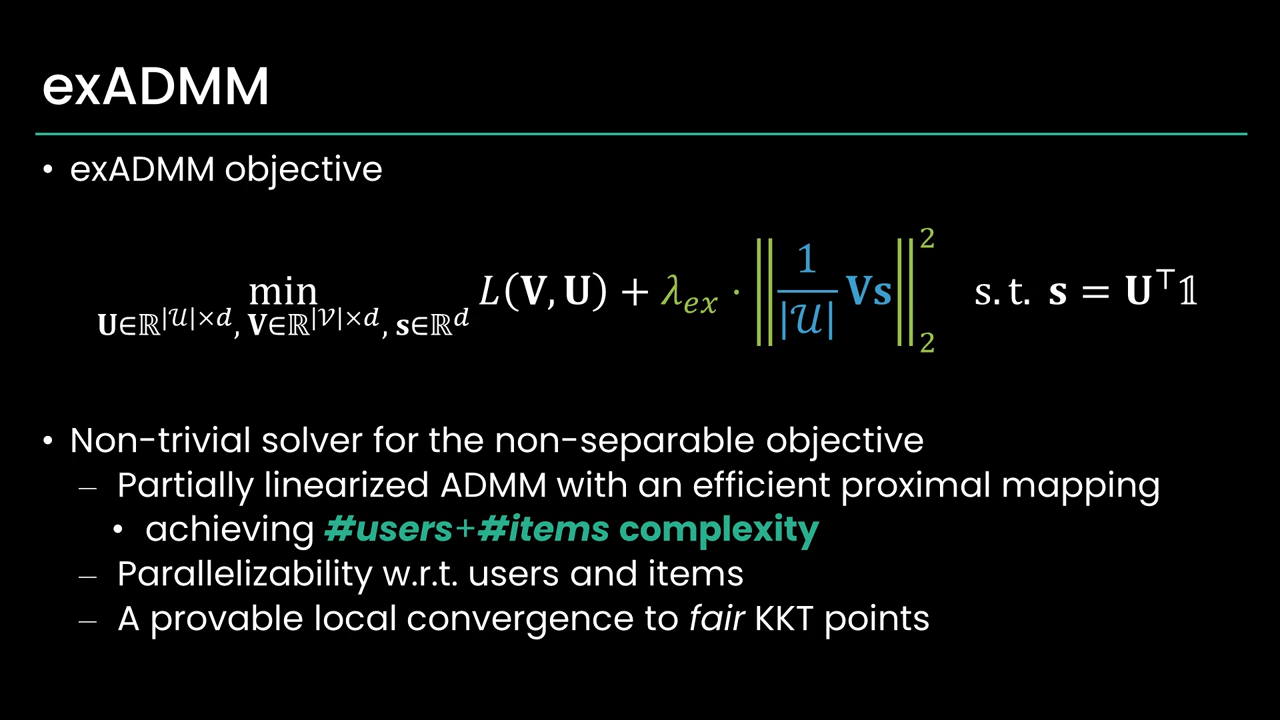 exADMM
• exADMM objective
min L(𝐕, 𝐔) + λ_ex · ‖ 1/|𝒰| 𝐕𝐬 ‖₂² s.t. 𝐬 = 𝐔^⊤𝟙
𝐔∈ℝ^|𝒰|×d, 𝐕∈ℝ^|𝒱|×d, 𝐬∈ℝ^d
• Non-trivial solver for the non-separable objective
– Partially linearized ADMM with an efficient proximal mapping
• achieving #users+#items complexity
– Parallelizability w.r.t. users and items
– A provable local convergence to fair KKT points